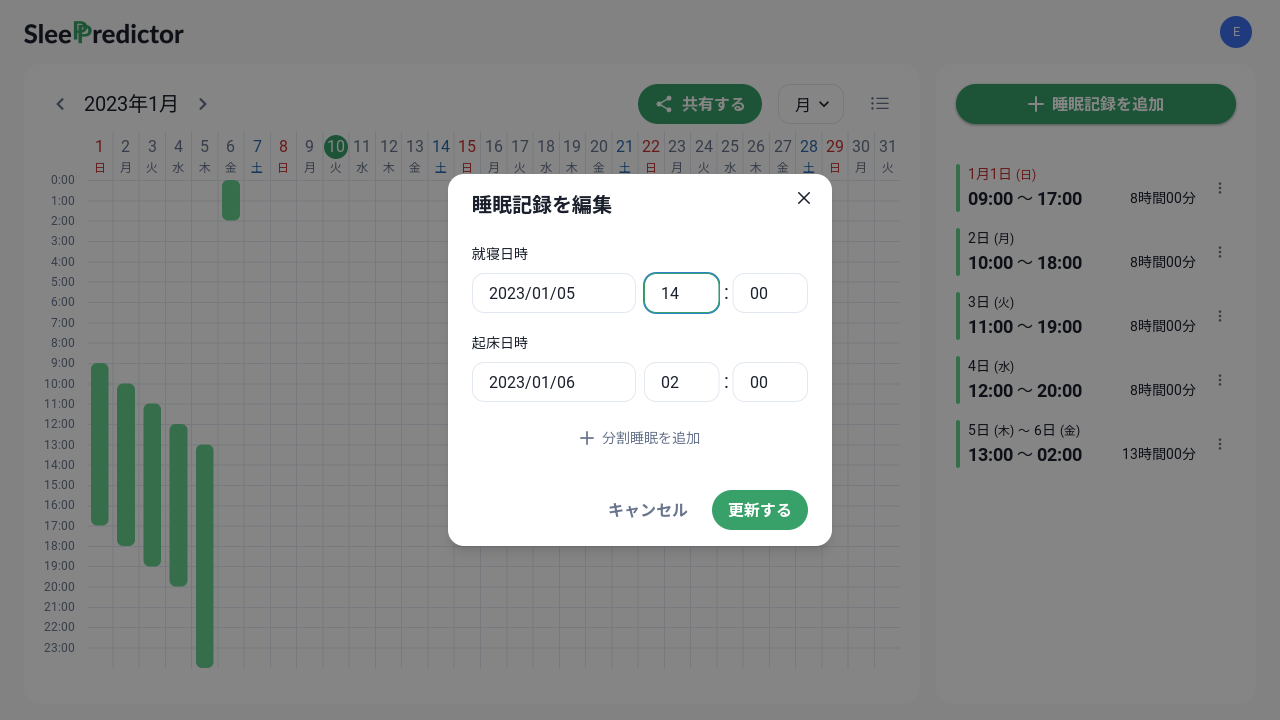 SleePredictor
E
2023年1月
共有する
月
睡眠記録を追加
1 2 3 4 5 6 7 8 9 10 11 12 13 14 15 16 17 18 19 20 21 22 23 24 25 26 27 28 29 30 31
日 月 火 水 木 金 土 日 月 火 水 木 金 土 日 月 火 水 木 金 土 日 月 火 水 木 金 土 日 月 火
0:00
1:00
2:00
3:00
4:00
5:00
6:00
7:00
8:00
9:00
10:00
11:00
12:00
13:00
14:00
15:00
16:00
17:00
18:00
19:00
20:00
21:00
22:00
23:00
睡眠記録を編集
就寝日時
2023/01/05 14 : 00
起床日時
2023/01/06 02 : 00
分割睡眠を追加
キャンセル 更新する
1月1日 (日)
09:00 〜 17:00 8時間00分
2日 (月)
10:00 〜 18:00 8時間00分
3日 (火)
11:00 〜 19:00 8時間00分
4日 (水)
12:00 〜 20:00 8時間00分
5日 (木) 〜 6日 (金)
13:00 〜 02:00 13時間00分